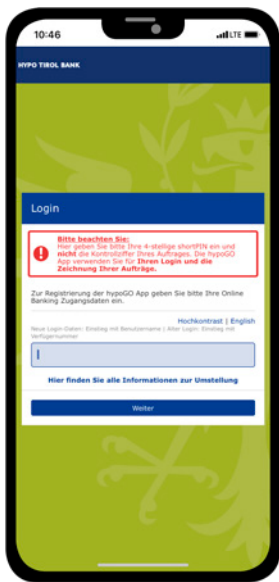 10:46
LTE
HYPO TIROL BANK
Login
Bitte beachten Sie:
Hier geben Sie bitte Ihre 4-stellige shortPIN ein und
nicht die Kontrollziffer Ihres Auftrages. Die hypoGO
App verwenden Sie für Ihren Login und die
Zeichnung Ihrer Aufträge.
Zur Registrierung der hypoGO App geben Sie bitte Ihre Online
Banking Zugangsdaten ein.
Hochkontrast | English
Neue Login-Daten: Einstieg mit Benutzername | Alter Login: Einstieg mit
Verfügernummer
Hier finden Sie alle Informationen zur Umstellung
Weiter